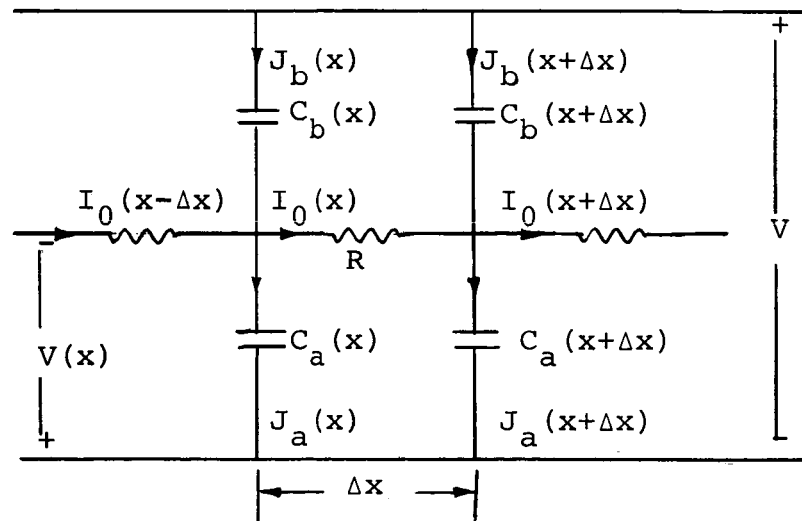 +
J_b(x) J_b(x+Δx)
C_b(x) C_b(x+Δx)
I_0(x-Δx) I_0(x) I_0(x+Δx)
V
-
R
C_a(x) C_a(x+Δx)
V(x)
J_a(x) J_a(x+Δx)
+ -
Δx